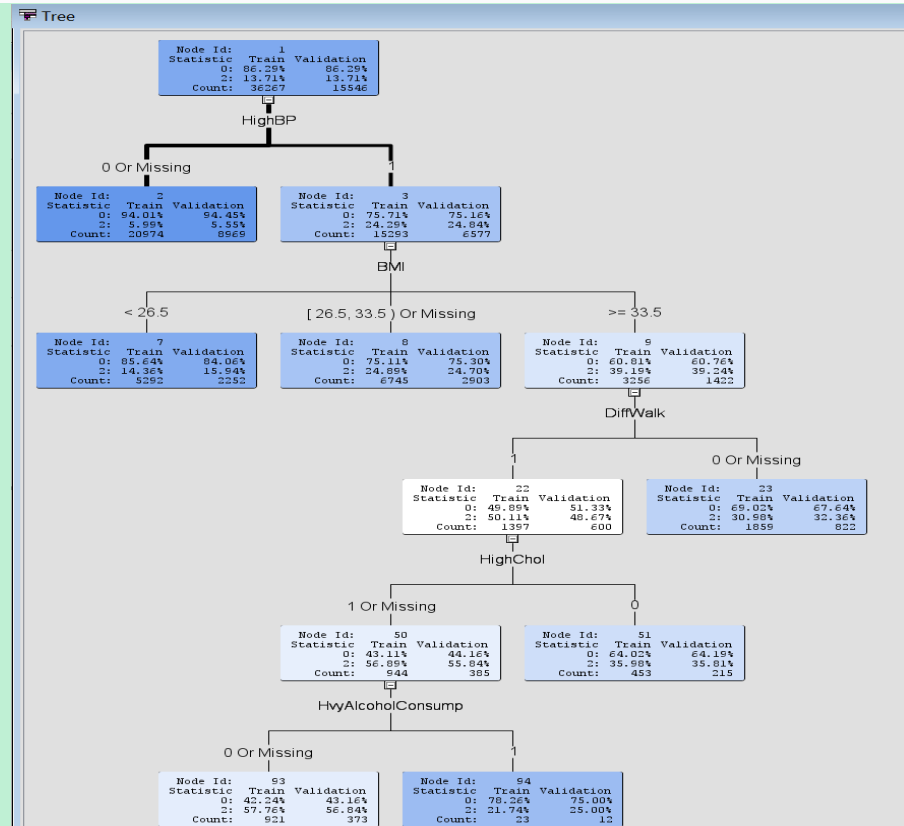 Tree
Node Id: 1
Statistic Train Validation
0: 86.29% 86.29%
2: 13.71% 13.71%
Count: 36267 15546
HighBP
0 Or Missing
1
Node Id: 2
Statistic Train Validation
0: 94.01% 94.45%
2: 5.99% 5.55%
Count: 20974 8969
Node Id: 3
Statistic Train Validation
0: 75.71% 75.16%
2: 24.29% 24.84%
Count: 15293 6577
BMI
< 26.5
[ 26.5, 33.5 ) Or Missing
>= 33.5
Node Id: 7
Statistic Train Validation
0: 85.64% 84.06%
2: 14.36% 15.94%
Count: 5292 2252
Node Id: 8
Statistic Train Validation
0: 75.11% 75.30%
2: 24.89% 24.70%
Count: 6745 2903
Node Id: 9
Statistic Train Validation
0: 60.81% 60.76%
2: 39.19% 39.24%
Count: 3256 1422
DiffWalk
1
0 Or Missing
Node Id: 22
Statistic Train Validation
0: 49.89% 51.33%
2: 50.11% 48.67%
Count: 1397 600
Node Id: 23
Statistic Train Validation
0: 69.02% 67.64%
2: 30.98% 32.36%
Count: 1859 822
HighChol
1 Or Missing
0
Node Id: 50
Statistic Train Validation
0: 43.11% 44.16%
2: 56.89% 55.84%
Count: 944 385
Node Id: 51
Statistic Train Validation
0: 64.02% 64.19%
2: 35.98% 35.81%
Count: 453 215
HvyAlcoholConsump
0 Or Missing
1
Node Id: 93
Statistic Train Validation
0: 42.24% 43.16%
2: 57.76% 56.84%
Count: 921 373
Node Id: 94
Statistic Train Validation
0: 78.26% 75.00%
2: 21.74% 25.00%
Count: 23 12